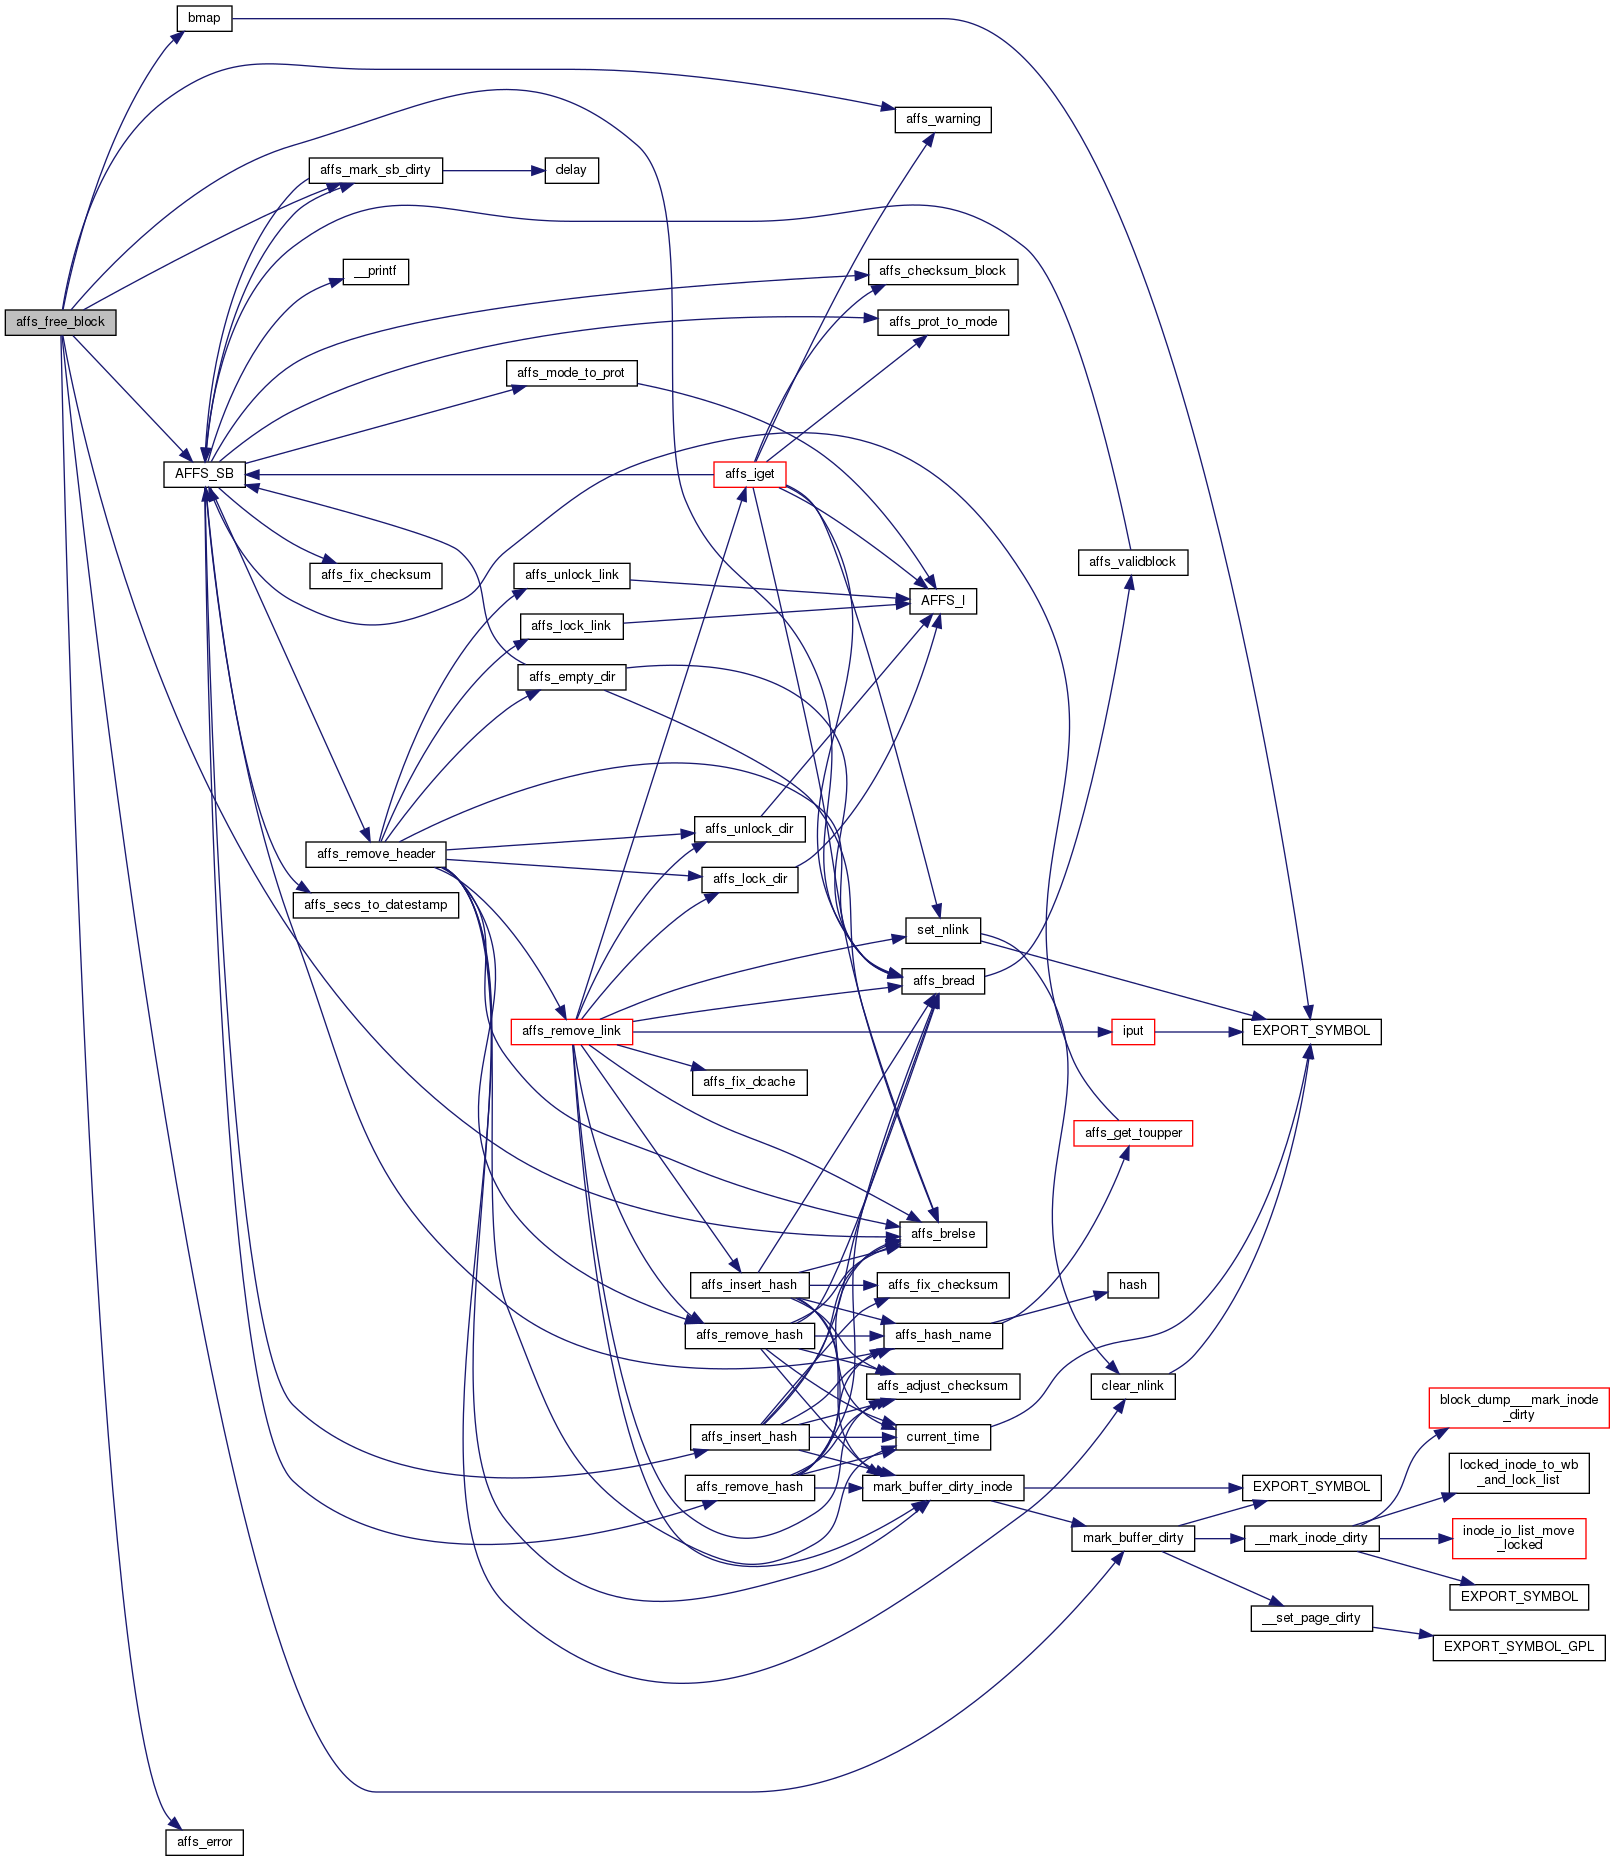 bmap
affs_warning
affs_mark_sb_dirty
delay
__printf
affs_checksum_block
affs_free_block
affs_prot_to_mode
affs_mode_to_prot
AFFS_SB
affs_iget
affs_validblock
affs_fix_checksum
affs_unlock_link
AFFS_I
affs_lock_link
affs_empty_dir
affs_unlock_dir
affs_remove_header
affs_lock_dir
affs_secs_to_datestamp
set_nlink
affs_bread
affs_remove_link
iput
EXPORT_SYMBOL
affs_fix_dcache
affs_get_toupper
affs_brelse
affs_insert_hash
affs_fix_checksum
hash
affs_remove_hash
affs_hash_name
affs_adjust_checksum
clear_nlink
block_dump___mark_inode
_dirty
affs_insert_hash
current_time
locked_inode_to_wb
_and_lock_list
affs_remove_hash
mark_buffer_dirty_inode
EXPORT_SYMBOL
mark_buffer_dirty
__mark_inode_dirty
inode_io_list_move
_locked
EXPORT_SYMBOL
__set_page_dirty
EXPORT_SYMBOL_GPL
affs_error